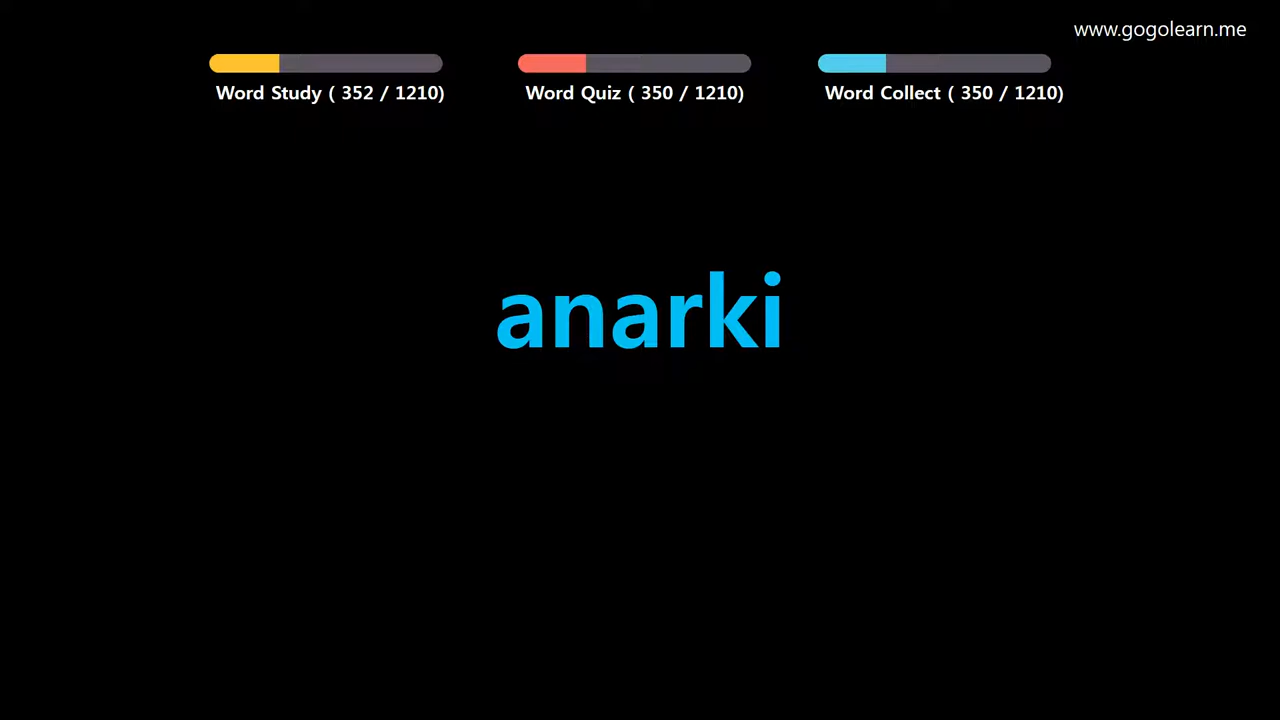 www.gogolearn.me
Word Study ( 352 / 1210)
Word Quiz ( 350 / 1210)
Word Collect ( 350 / 1210)
anarki